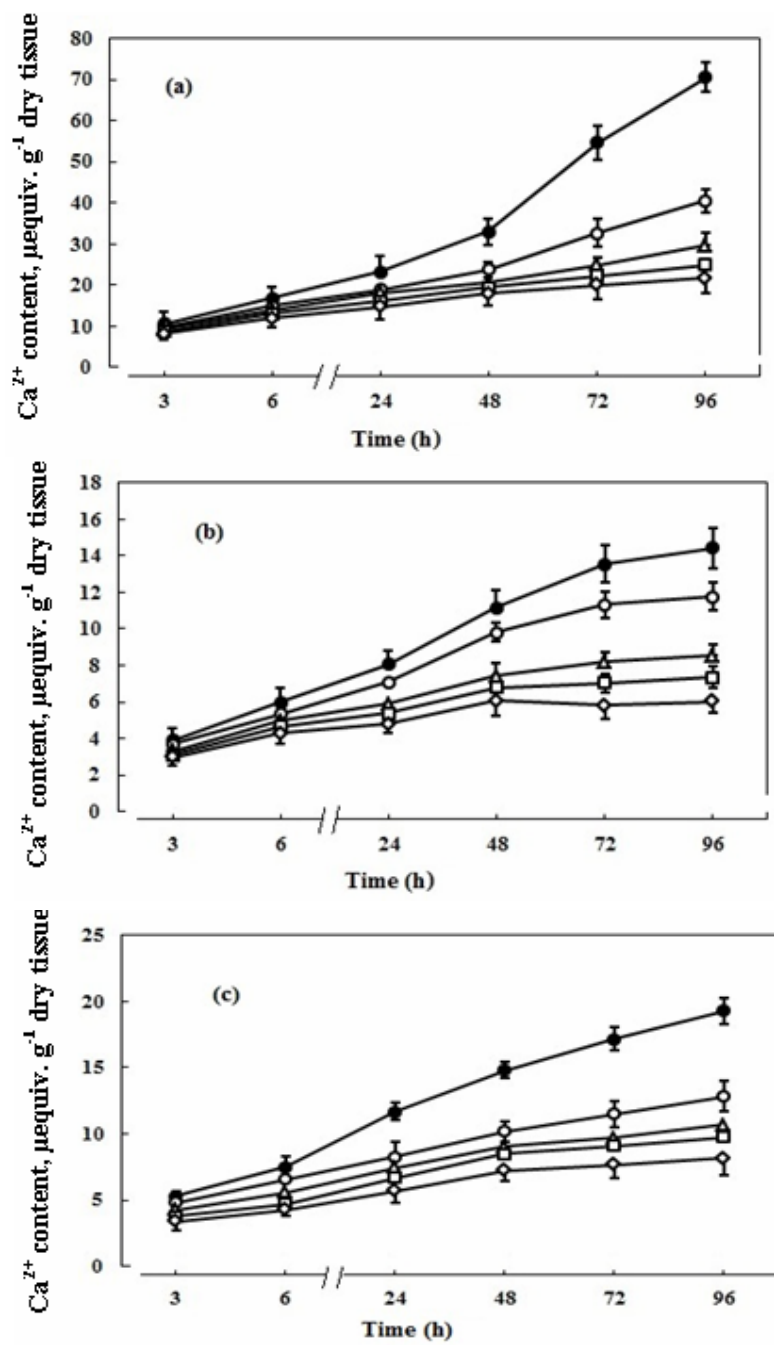 Ca²⁺ content, μequiv. g⁻¹ dry tissue
80
70
60
50
40
30
20
10
0
(a)
3 6 24 48 72 96
Time (h)
Ca²⁺ content, μequiv. g⁻¹ dry tissue
18
16
14
12
10
8
6
4
2
0
(b)
3 6 24 48 72 96
Time (h)
Ca²⁺ content, μequiv. g⁻¹ dry tissue
25
20
15
10
5
0
(c)
3 6 24 48 72 96
Time (h)